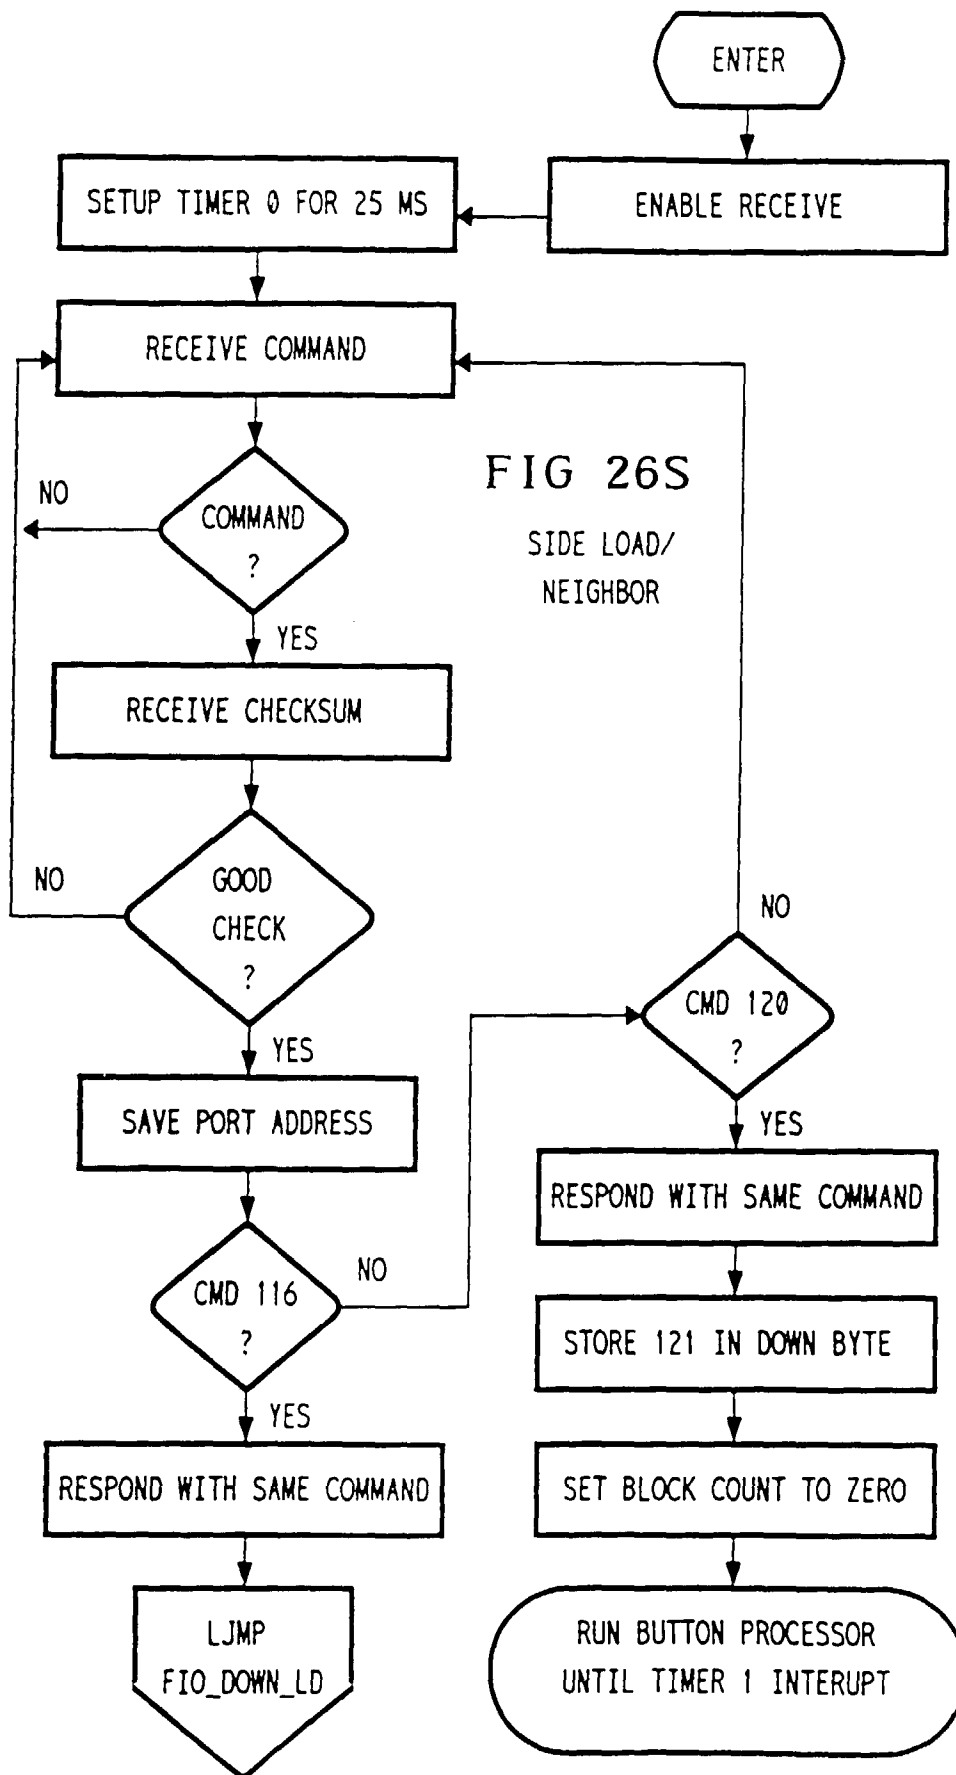 ENTER
ENABLE RECEIVE
SETUP TIMER 0 FOR 25 MS
RECEIVE COMMAND
FIG 26S
SIDE LOAD/
NEIGHBOR
COMMAND
?
NO
YES
RECEIVE CHECKSUM
GOOD
CHECK
?
NO
YES
SAVE PORT ADDRESS
CMD 116
?
NO
YES
RESPOND WITH SAME COMMAND
LJMP
FIO_DOWN_LD
CMD 120
?
NO
YES
RESPOND WITH SAME COMMAND
STORE 121 IN DOWN BYTE
SET BLOCK COUNT TO ZERO
RUN BUTTON PROCESSOR
UNTIL TIMER 1 INTERUPT